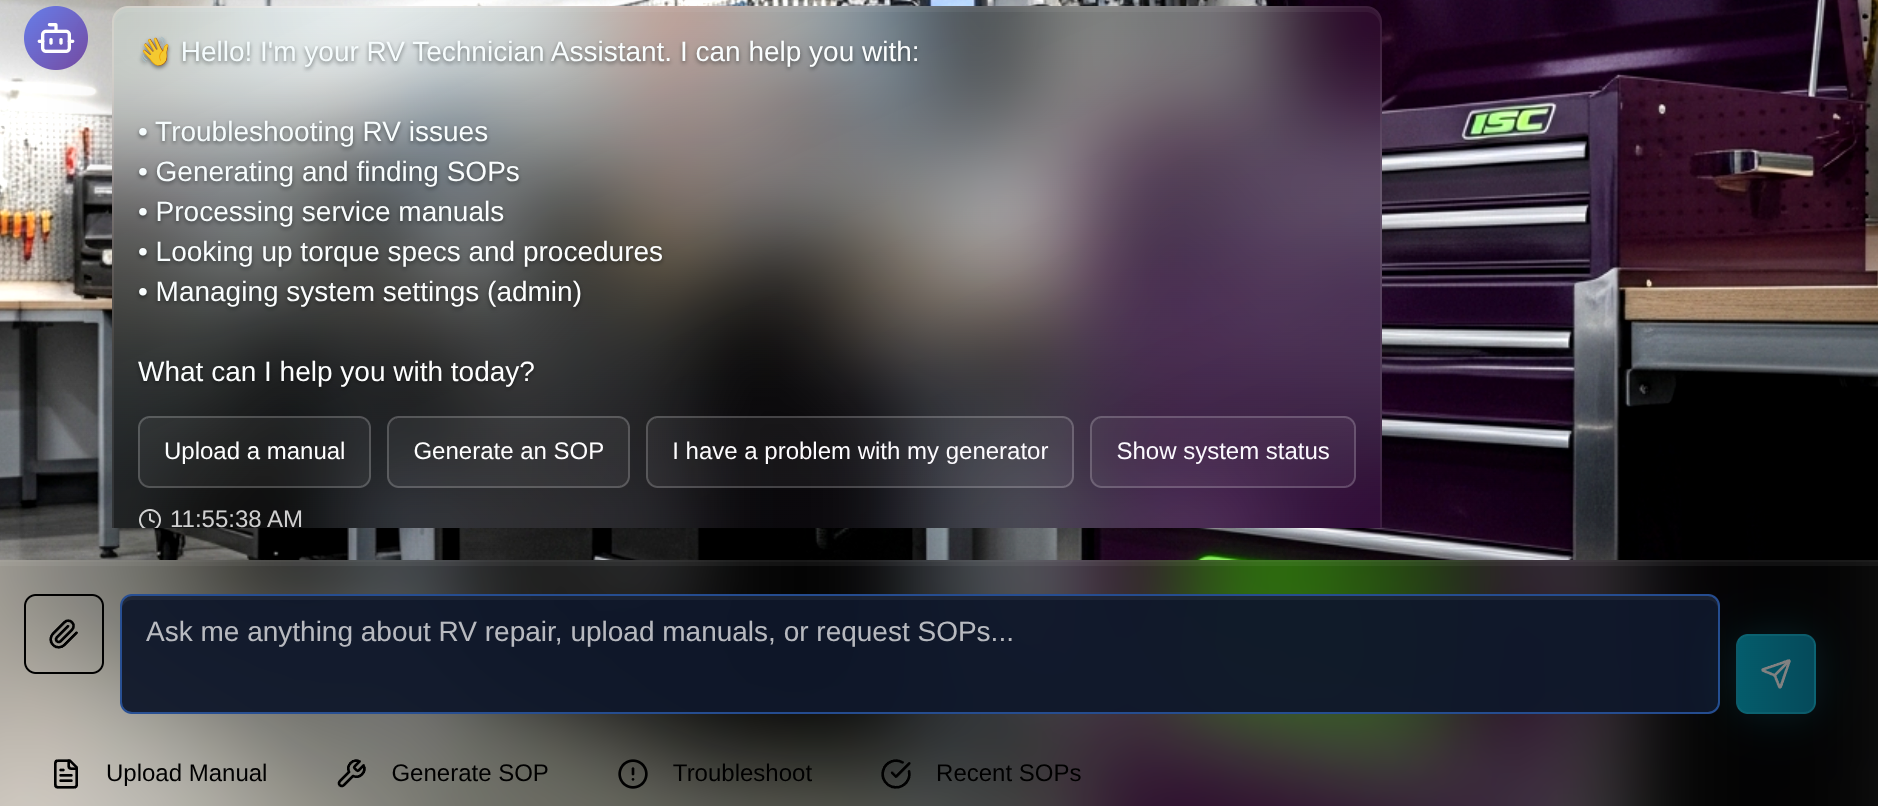 👋 Hello! I'm your RV Technician Assistant. I can help you with:
• Troubleshooting RV issues
• Generating and finding SOPs
• Processing service manuals
• Looking up torque specs and procedures
• Managing system settings (admin)
What can I help you with today?
Upload a manual
Generate an SOP
I have a problem with my generator
Show system status
11:55:38 AM
ISC
Ask me anything about RV repair, upload manuals, or request SOPs...
Upload Manual
Generate SOP
Troubleshoot
Recent SOPs